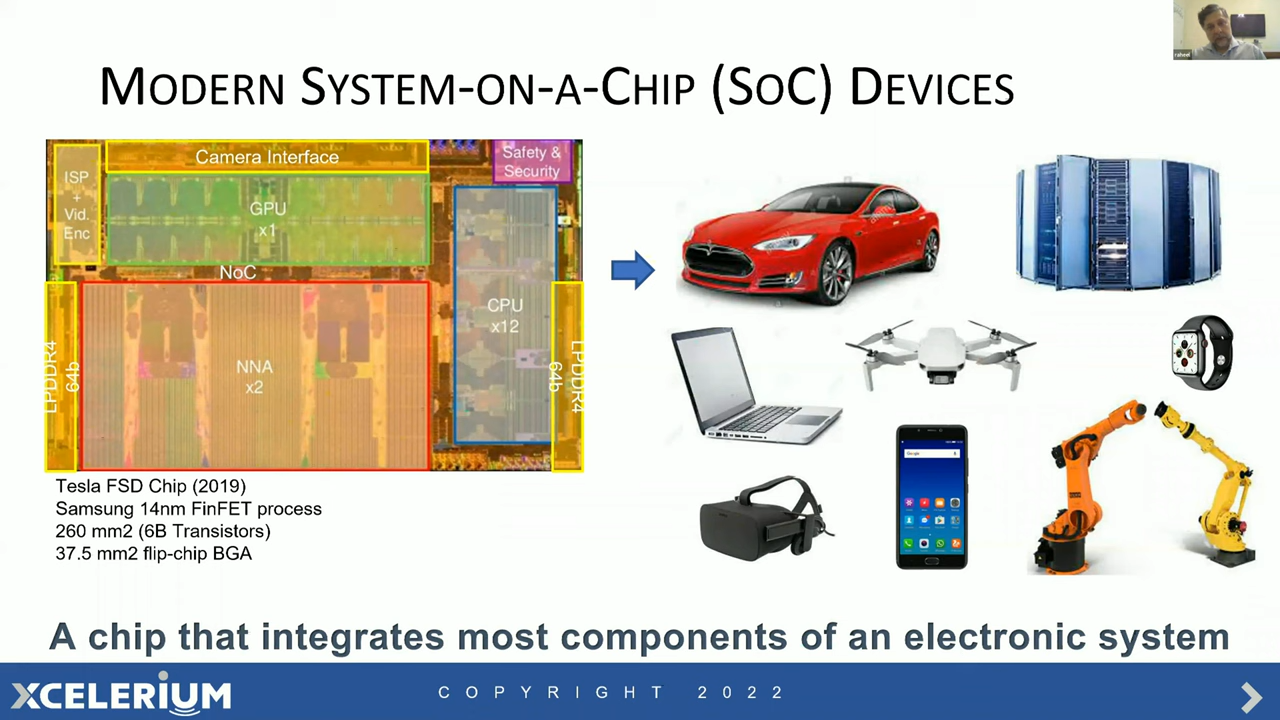 raheel
MODERN SYSTEM-ON-A-CHIP (SOC) DEVICES
Camera Interface
Safety &
Security
ISP
+
Vid.
Enc
GPU
x1
NoC
CPU
x12
NNA
x2
LPDDR4
64b
64b
LPDDR4
Tesla FSD Chip (2019)
Samsung 14nm FinFET process
260 mm2 (6B Transistors)
37.5 mm2 flip-chip BGA
Google
A chip that integrates most components of an electronic system
XCELERIUM
COPYRIGHT 2022